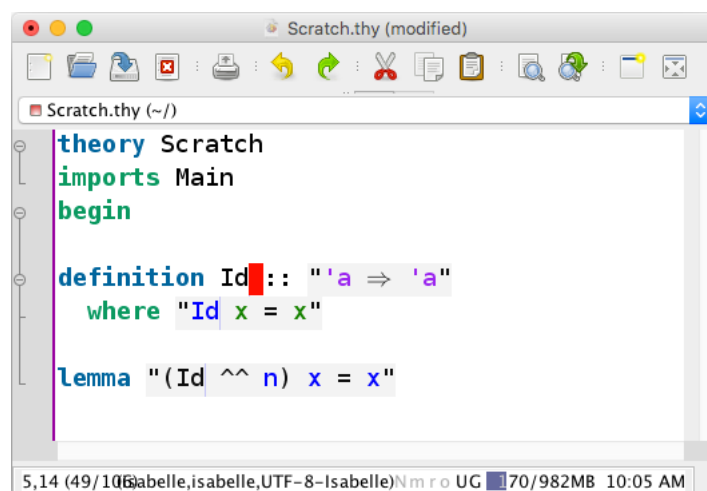 Scratch.thy (modified)
Scratch.thy (~/)
theory Scratch
imports Main
begin
definition Id :: "'a ⇒ 'a"
where "Id x = x"
lemma "(Id ^^ n) x = x"
5,14 (49/106)(isabelle,isabelle,UTF-8-Isabelle)N m r o UG 170/982MB 10:05 AM